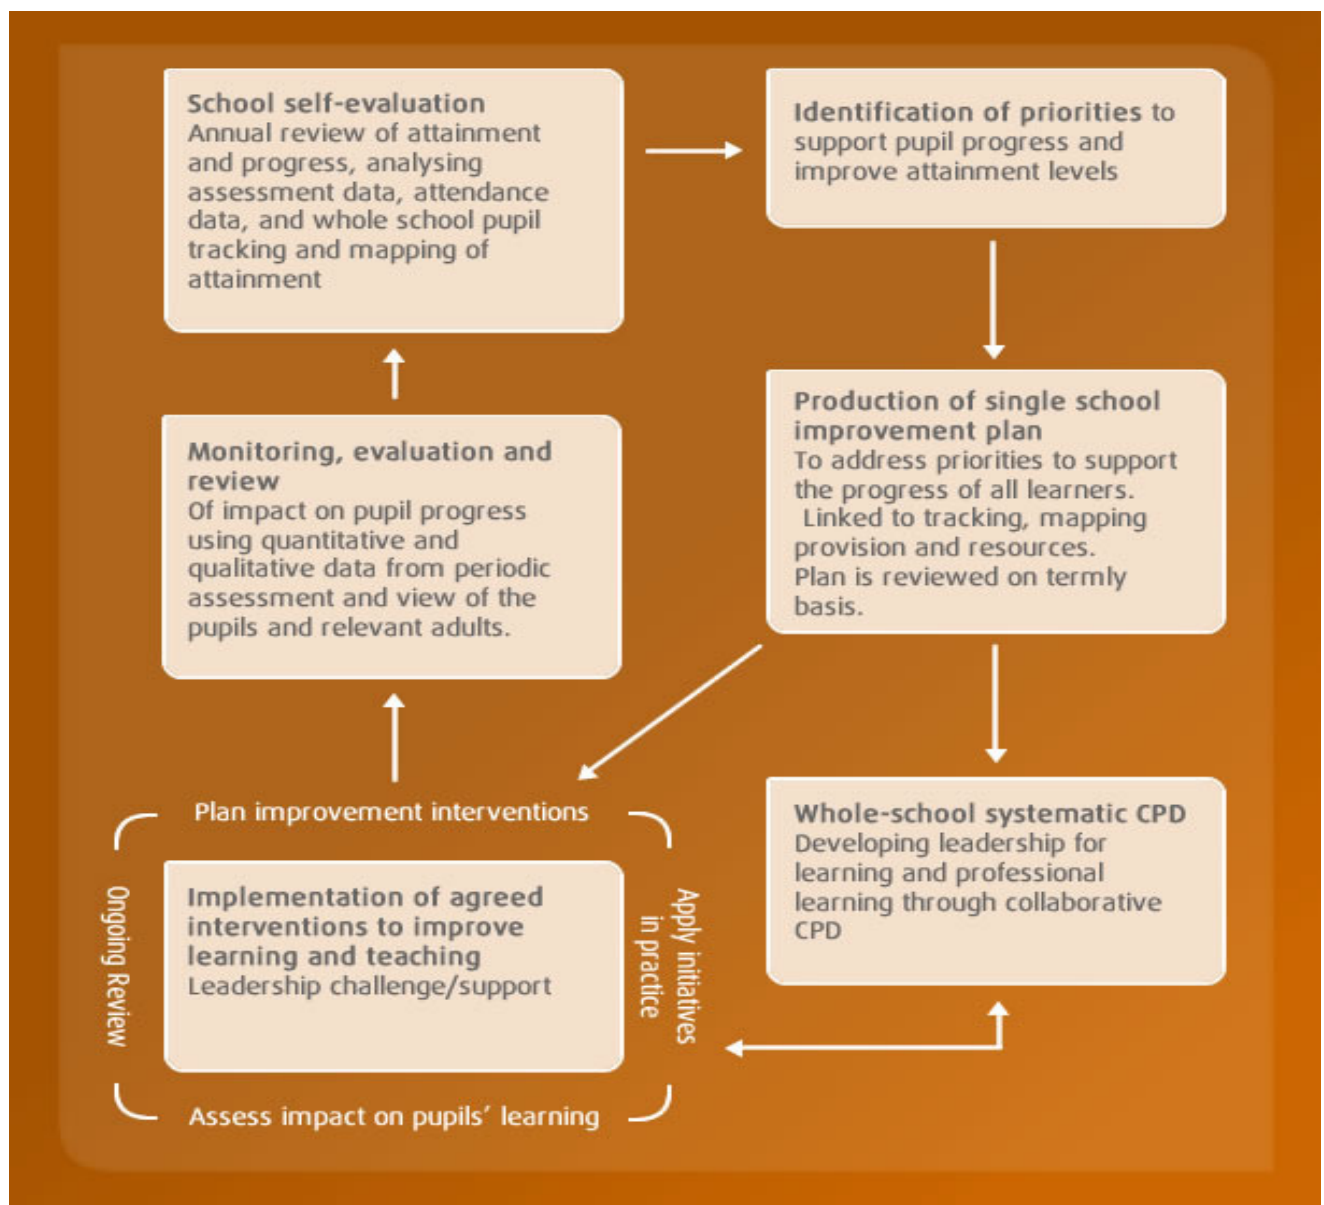 School self-evaluation
Annual review of attainment
and progress, analysing
assessment data, attendance
data, and whole school pupil
tracking and mapping of
attainment
Identification of priorities to
support pupil progress and
improve attainment levels
Production of single school
improvement plan
To address priorities to support
the progress of all learners.
Linked to tracking, mapping
provision and resources.
Plan is reviewed on termly
basis.
Monitoring, evaluation and
review
Of impact on pupil progress
using quantitative and
qualitative data from periodic
assessment and view of the
pupils and relevant adults.
Whole-school systematic CPD
Developing leadership for
learning and professional
learning through collaborative
CPD
Plan improvement interventions
Implementation of agreed
interventions to improve
learning and teaching
Leadership challenge/support
Apply initiatives
in practice
Assess impact on pupils’ learning
Ongoing Review